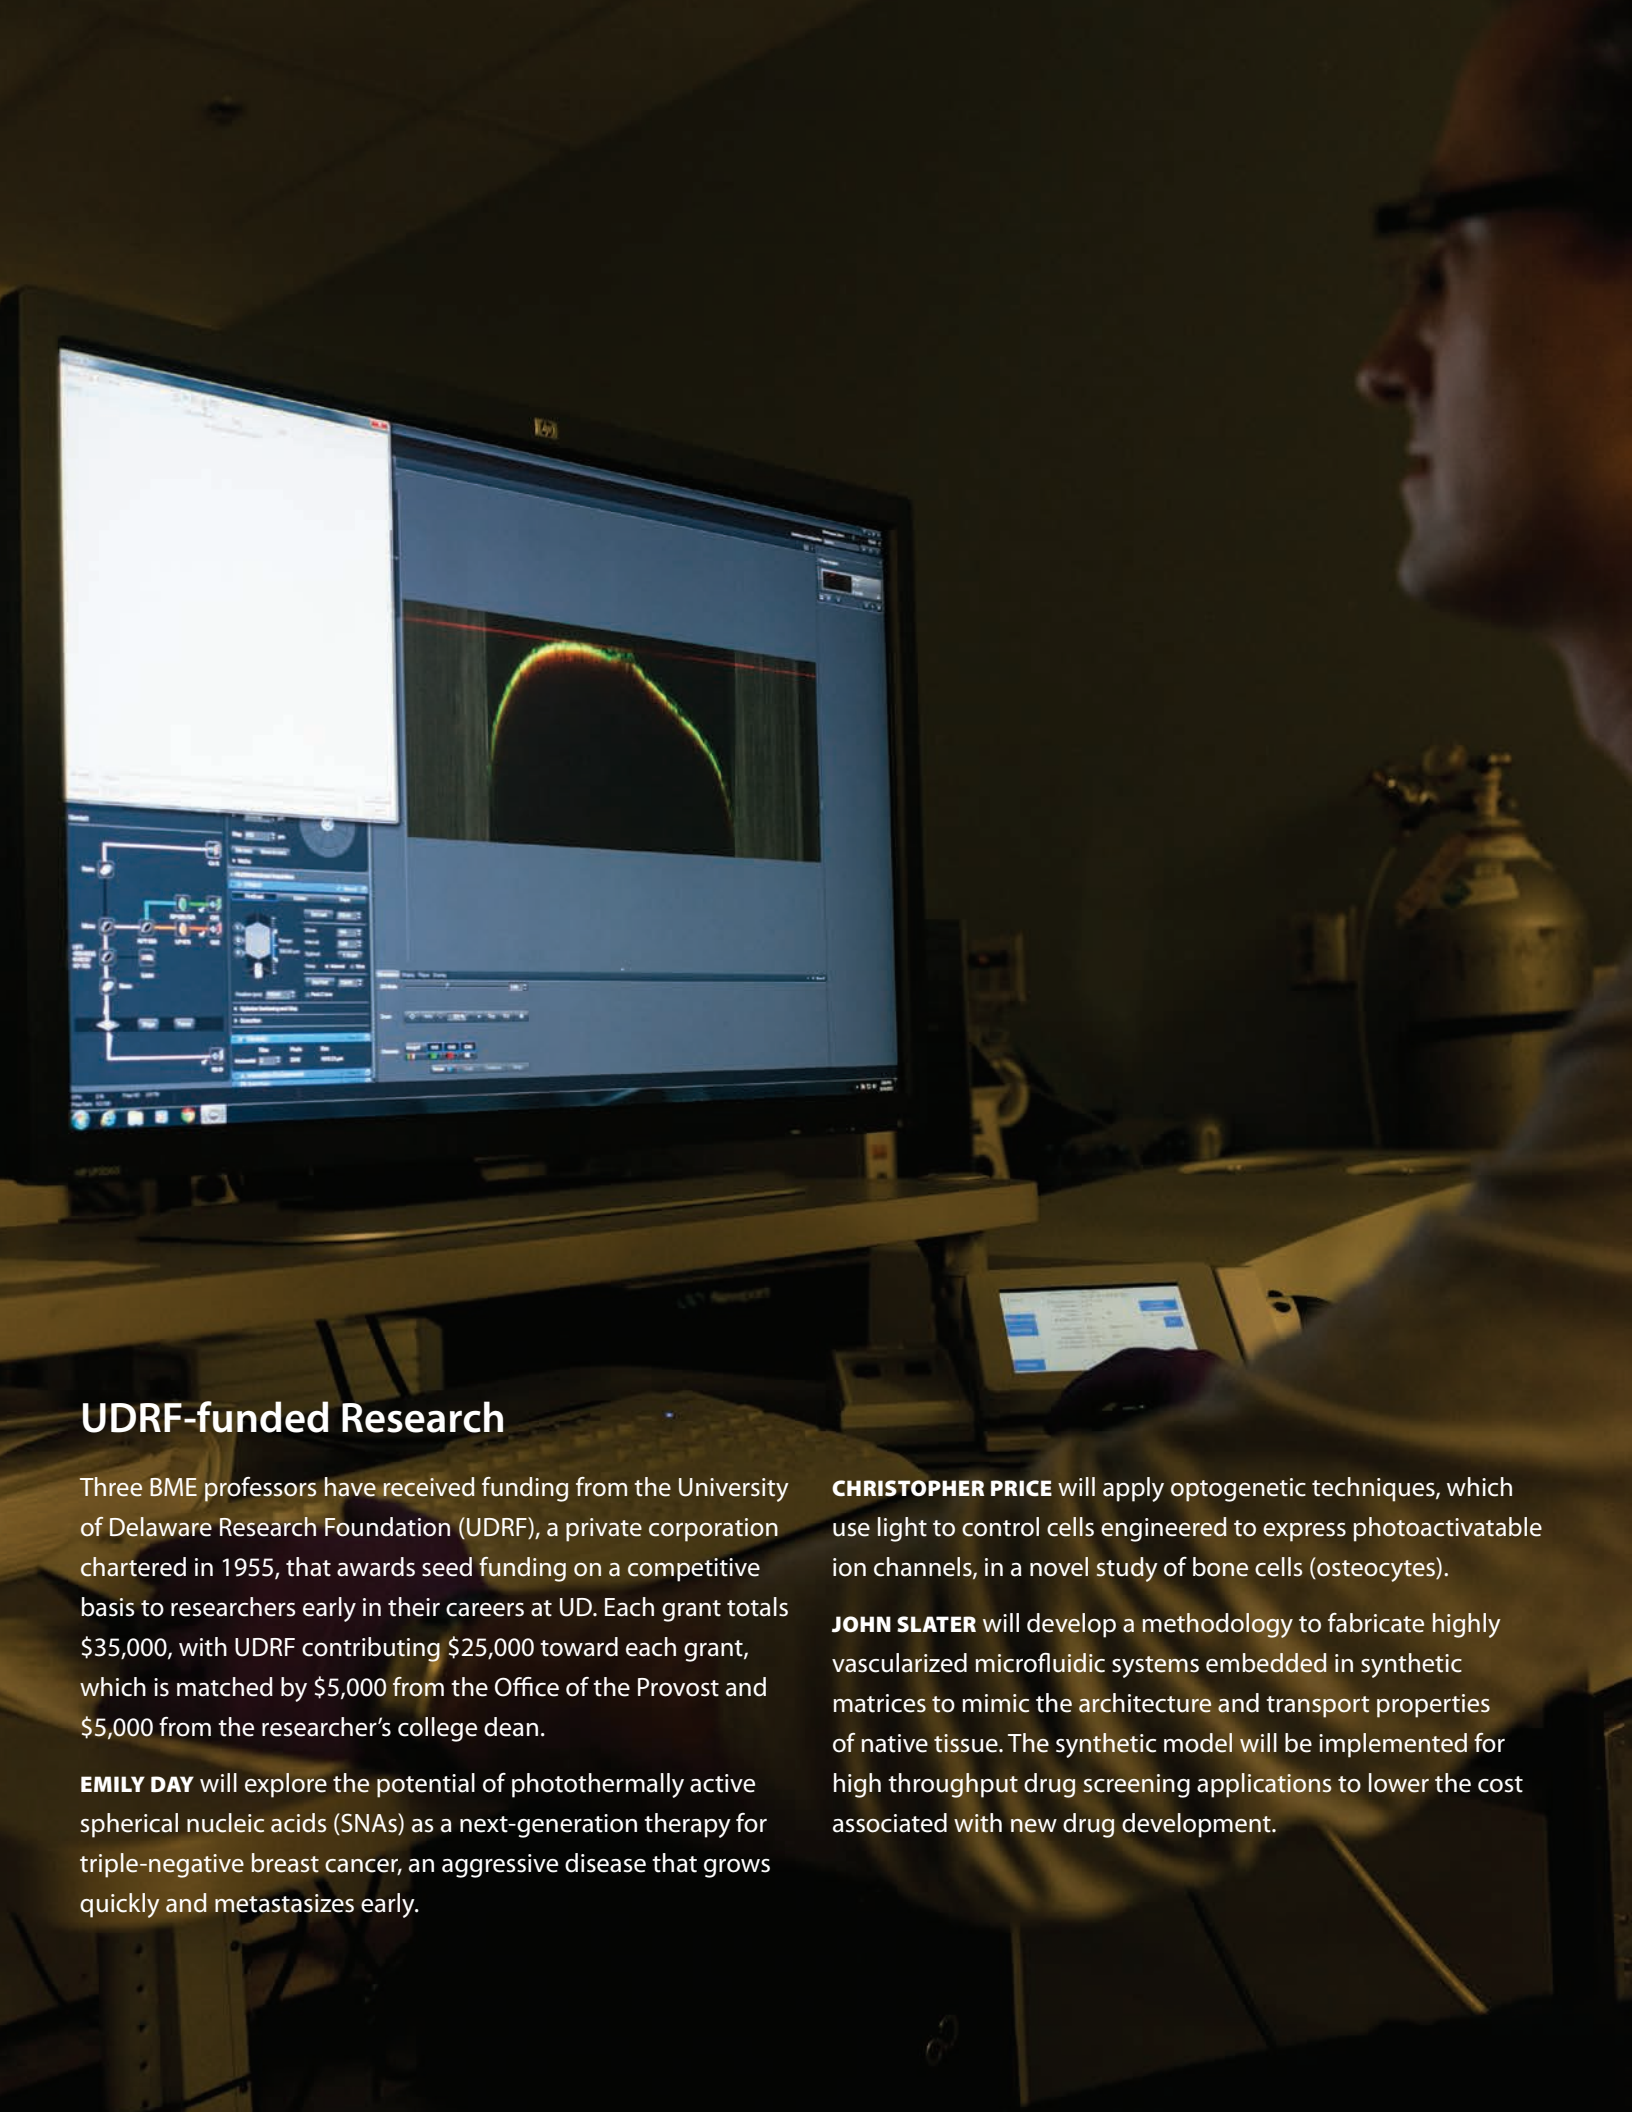 hp
Newport
UDRF-funded Research
Three BME professors have received funding from the University
of Delaware Research Foundation (UDRF), a private corporation
chartered in 1955, that awards seed funding on a competitive
basis to researchers early in their careers at UD. Each grant totals
$35,000, with UDRF contributing $25,000 toward each grant,
which is matched by $5,000 from the Office of the Provost and
$5,000 from the researcher’s college dean.
EMILY DAY will explore the potential of photothermally active
spherical nucleic acids (SNAs) as a next-generation therapy for
triple-negative breast cancer, an aggressive disease that grows
quickly and metastasizes early.
CHRISTOPHER PRICE will apply optogenetic techniques, which
use light to control cells engineered to express photoactivatable
ion channels, in a novel study of bone cells (osteocytes).
JOHN SLATER will develop a methodology to fabricate highly
vascularized microfluidic systems embedded in synthetic
matrices to mimic the architecture and transport properties
of native tissue. The synthetic model will be implemented for
high throughput drug screening applications to lower the cost
associated with new drug development.